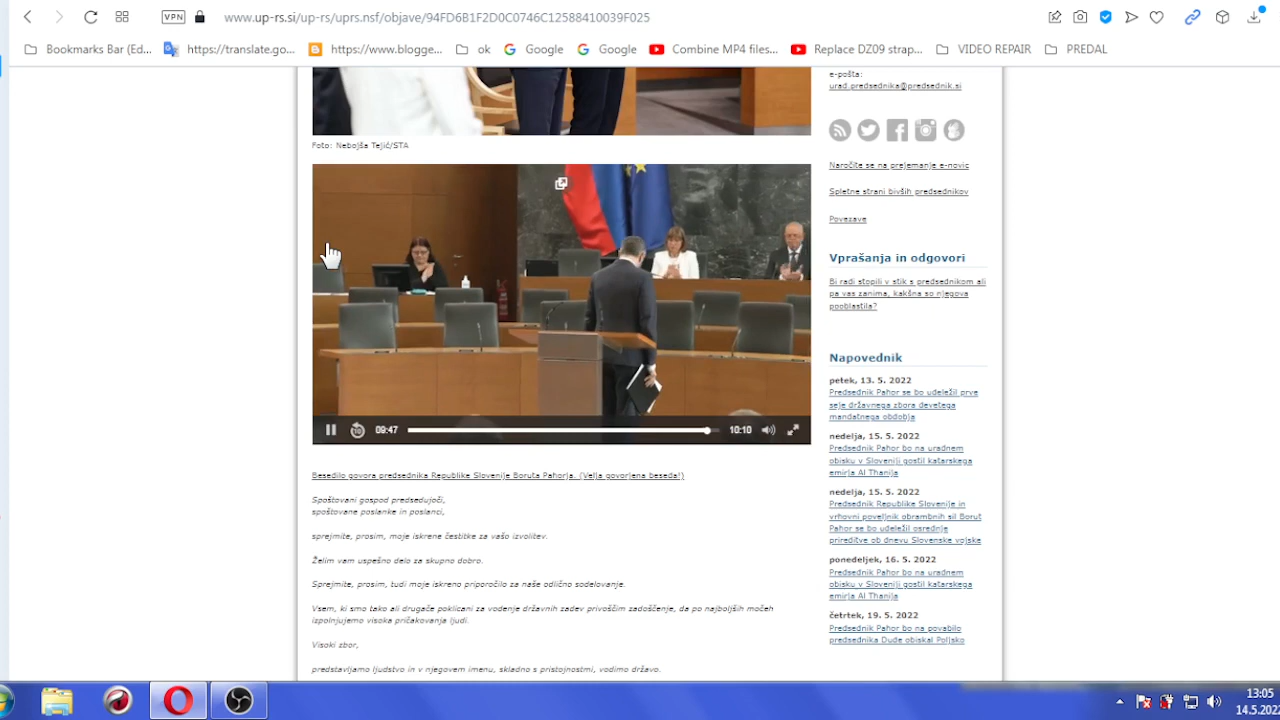 VPN
www.up-rs.si/up-rs/uprs.nsf/objave/94FD6B1F2D0C0746C12588410039F025
Bookmarks Bar (Ed...
https://translate.go...
https://www.blogge...
ok
Google
Google
Combine MP4 files...
Replace DZ09 strap...
VIDEO REPAIR
PREDAL
Foto: Nebojša Tejić/STA
10
09:47
10:10
Besedilo govora predsednika Republike Slovenije Boruta Pahorja. (Velja govorjena beseda!)
Spoštovani gospod predsedujoči,
spoštovane poslanke in poslanci,
sprejmite, prosim, moje iskrene čestitke za vašo izvolitev.
Želim vam uspešno delo za skupno dobro.
Sprejmite, prosim, tudi moje iskreno priporočilo za naše odlično sodelovanje.
Vsem, ki smo tako ali drugače poklicani za vodenje državnih zadev privoščim zadoščenje, da po najboljših močeh
izpolnjujemo visoka pričakovanja ljudi.
Visoki zbor,
predstavljamo ljudstvo in v njegovem imenu, skladno s pristojnostmi, vodimo državo.
e-pošta:
urad.predsednika@predsednik.si
Naročite se na prejemanje e-novic
Spletne strani bivših predsednikov
Povezave
Vprašanja in odgovori
Bi radi stopili v stik s predsednikom ali
pa vas zanima, kakšna so njegova
pooblastila?
Napovednik
petek, 13. 5. 2022
Predsednik Pahor se bo udeležil prve
seje državnega zbora devetega
mandatnega obdobja
nedelja, 15. 5. 2022
Predsednik Pahor bo na uradnem
obisku v Sloveniji gostil katarskega
emirja Al Thanija
nedelja, 15. 5. 2022
Predsednik Republike Slovenije in
vrhovni poveljnik obrambnih sil Borut
Pahor se bo udeležil osrednje
prireditve ob dnevu Slovenske vojske
ponedeljek, 16. 5. 2022
Predsednik Pahor bo na uradnem
obisku v Sloveniji gostil katarskega
emirja Al Thanija
četrtek, 19. 5. 2022
Predsednik Pahor bo na povabilo
predsednika Dude obiskal Poljsko
13:05
14.5.2022